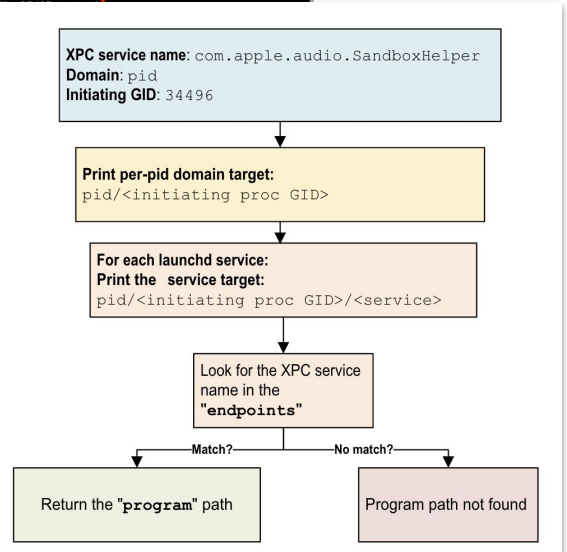 XPC service name: com.apple.audio.SandboxHelper
Domain: pid
Initiating GID: 34496
Print per-pid domain target:
pid/<initiating proc GID>
For each launchd service:
Print the service target:
pid/<initiating proc GID>/<service>
Look for the XPC service
name in the
"endpoints"
Match?
No match?
Return the "program" path
Program path not found